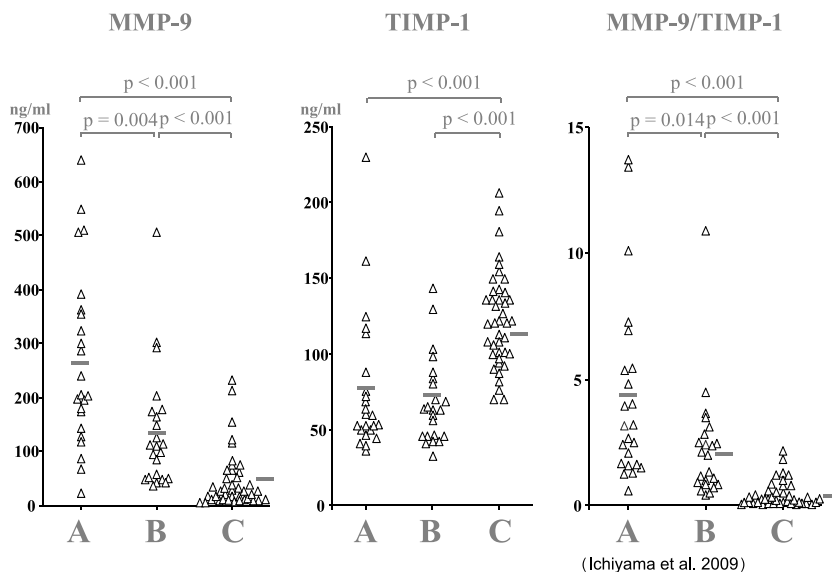 MMP-9 TIMP-1 MMP-9/TIMP-1
p < 0.001 p < 0.001 p < 0.001
ng/ml ng/ml
p = 0.004 p < 0.001 p < 0.001 p = 0.014 p < 0.001
700 250 15
600
200
500
10
400 150
300
100
5
200
50
100
0 0 0
A B C A B C A B C
(Ichiyama et al. 2009)